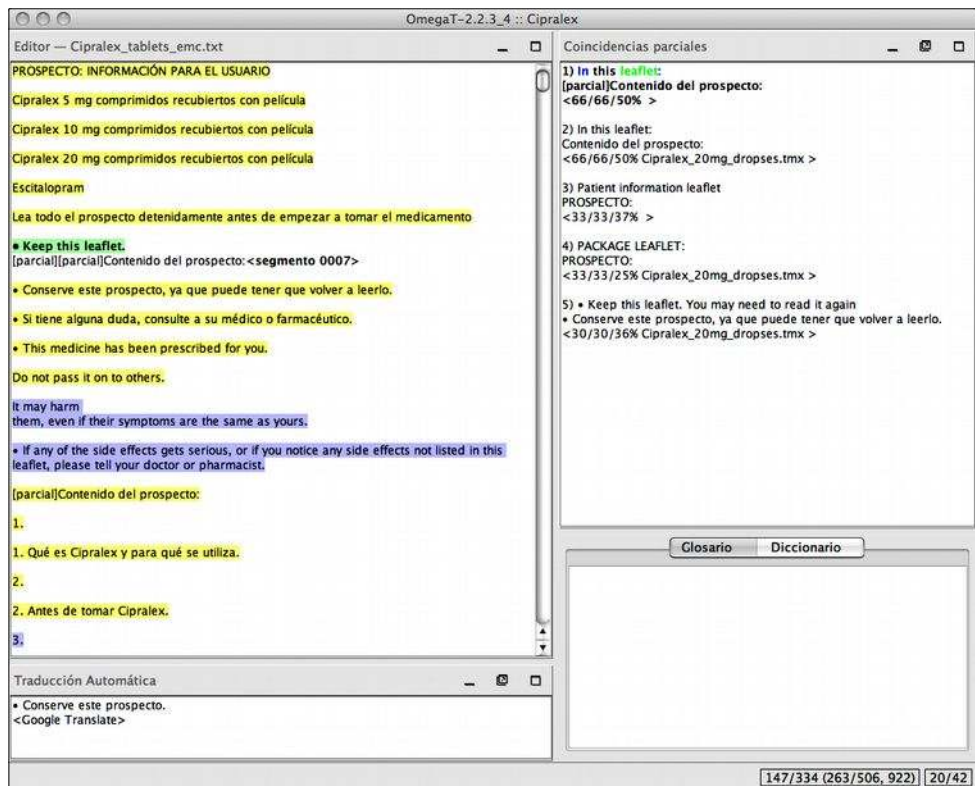 OmegaT-2.2.3_4 :: Cipralex
Editor — Cipralex_tablets_emc.txt
PROSPECTO: INFORMACIÓN PARA EL USUARIO
Cipralex 5 mg comprimidos recubiertos con película
Cipralex 10 mg comprimidos recubiertos con película
Cipralex 20 mg comprimidos recubiertos con película
Escitalopram
Lea todo el prospecto detenidamente antes de empezar a tomar el medicamento
• Keep this leaflet.
[parcial][parcial]Contenido del prospecto:<segmento 0007>
• Conserve este prospecto, ya que puede tener que volver a leerlo.
• Si tiene alguna duda, consulte a su médico o farmacéutico.
• This medicine has been prescribed for you.
Do not pass it on to others.
It may harm
them, even if their symptoms are the same as yours.
• If any of the side effects gets serious, or if you notice any side effects not listed in this
leaflet, please tell your doctor or pharmacist.
[parcial]Contenido del prospecto:
1.
1. Qué es Cipralex y para qué se utiliza.
2.
2. Antes de tomar Cipralex.
3.
Traducción Automática
• Conserve este prospecto.
<Google Translate>
Coincidencias parciales
1) In this leaflet:
[parcial]Contenido del prospecto:
<66/66/50% >
2) In this leaflet:
Contenido del prospecto:
<66/66/50% Cipralex_20mg_dropses.tmx >
3) Patient information leaflet
PROSPECTO:
<33/33/37% >
4) PACKAGE LEAFLET:
PROSPECTO:
<33/33/25% Cipralex_20mg_dropses.tmx >
5) • Keep this leaflet. You may need to read it again
• Conserve este prospecto, ya que puede tener que volver a leerlo.
<30/30/36% Cipralex_20mg_dropses.tmx >
Glosario Diccionario
147/334 (263/506, 922) 20/42